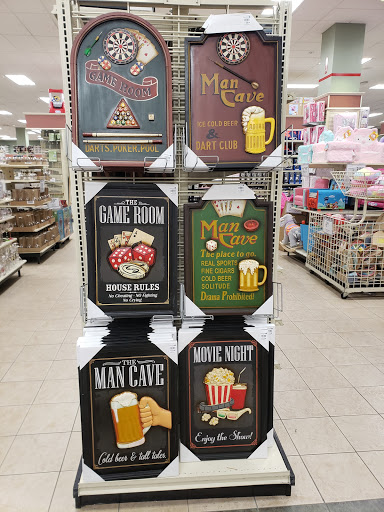 GAME ROOM
DARTS, POKER, POOL
Man
Cave
ICE COLD BEER
&
DART CLUB
THE
GAME ROOM
HOUSE RULES
No Cheating - No Fighting
No Crying
Man
Cave
The place to go.
REAL SPORTS
FINE CIGARS
COLD BEER
SOLITUDE
Drama Prohibited!
THE
MAN CAVE
Cold beer & tall tales.
MOVIE NIGHT
Enjoy the Show!